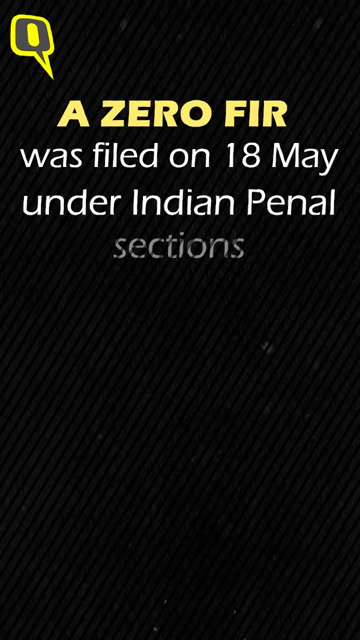 Q
A ZERO FIR
was filed on 18 May
under Indian Penal
sections